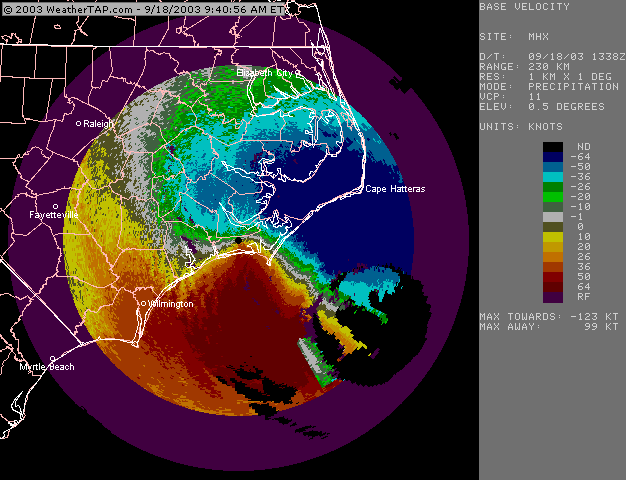 © 2003 WeatherTAP.com - 9/18/2003 9:40:56 AM ET
Elizabeth City
Raleigh
Cape Hatteras
Fayetteville
Wilmington
Myrtle Beach
BASE VELOCITY
SITE: MHX
D/T: 09/18/03 1338Z
RANGE: 230 KM
RES: 1 KM X 1 DEG
MODE: PRECIPITATION
VCP: 11
ELEV: 0.5 DEGREES
UNITS: KNOTS
ND
-64
-50
-36
-26
-20
-10
-1
0
10
20
26
36
50
64
RF
MAX TOWARDS: -123 KT
MAX AWAY: 99 KT